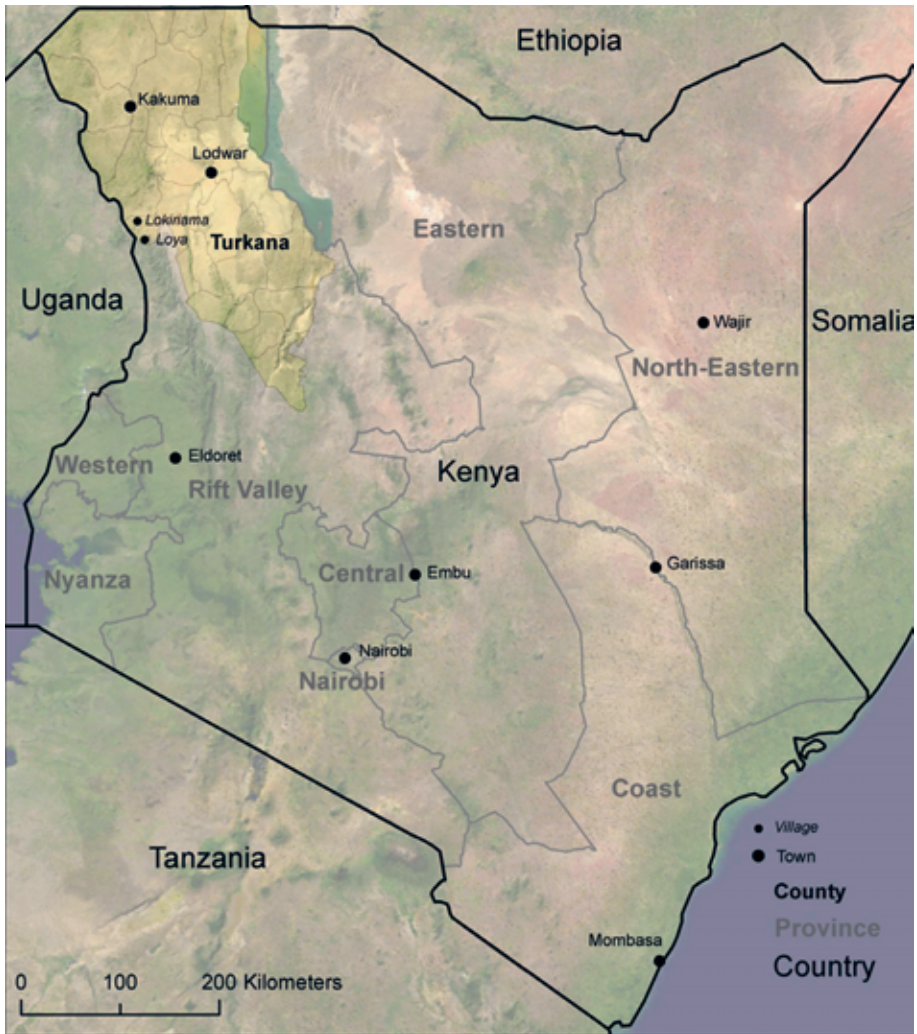 Ethiopia
Kakuma
Lodwar
Lokinama
Loya
Turkana
Eastern
Uganda
Somalia
Wajir
North-Eastern
Western
Eldoret
Rift Valley
Kenya
Nyanza
Central
Embu
Garissa
Nairobi
Nairobi
Coast
Tanzania
Village
Town
County
Province
Country
Mombasa
0 100 200 Kilometers